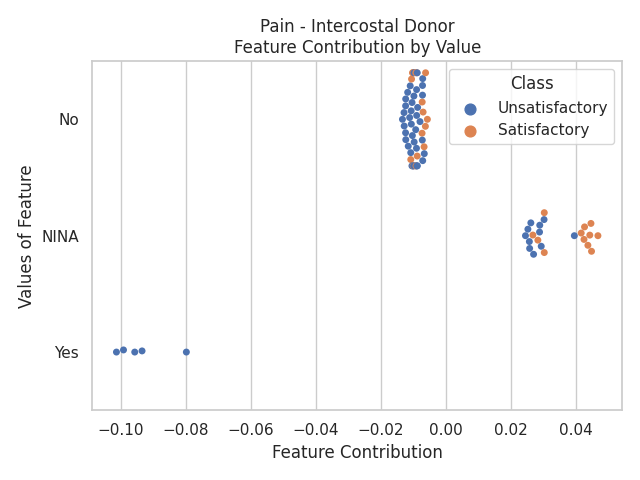 Pain - Intercostal Donor
Feature Contribution by Value
Class
Unsatisfactory
Satisfactory
Values of Feature
No
NINA
Yes
−0.10 −0.08 −0.06 −0.04 −0.02 0.00 0.02 0.04
Feature Contribution